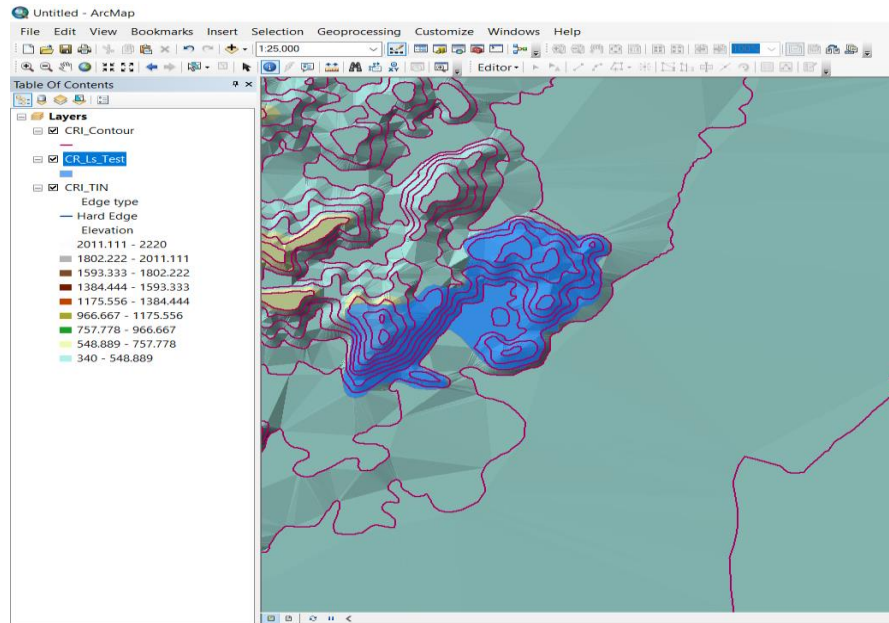 Untitled - ArcMap
File Edit View Bookmarks Insert Selection Geoprocessing Customize Windows Help
1:25.000
Editor
Table Of Contents
Layers
CRI_Contour
CR_Ls_Test
CRI_TIN
Edge type
Hard Edge
Elevation
2011.111 - 2220
1802.222 - 2011.111
1593.333 - 1802.222
1384.444 - 1593.333
1175.556 - 1384.444
966.667 - 1175.556
757.778 - 966.667
548.889 - 757.778
340 - 548.889